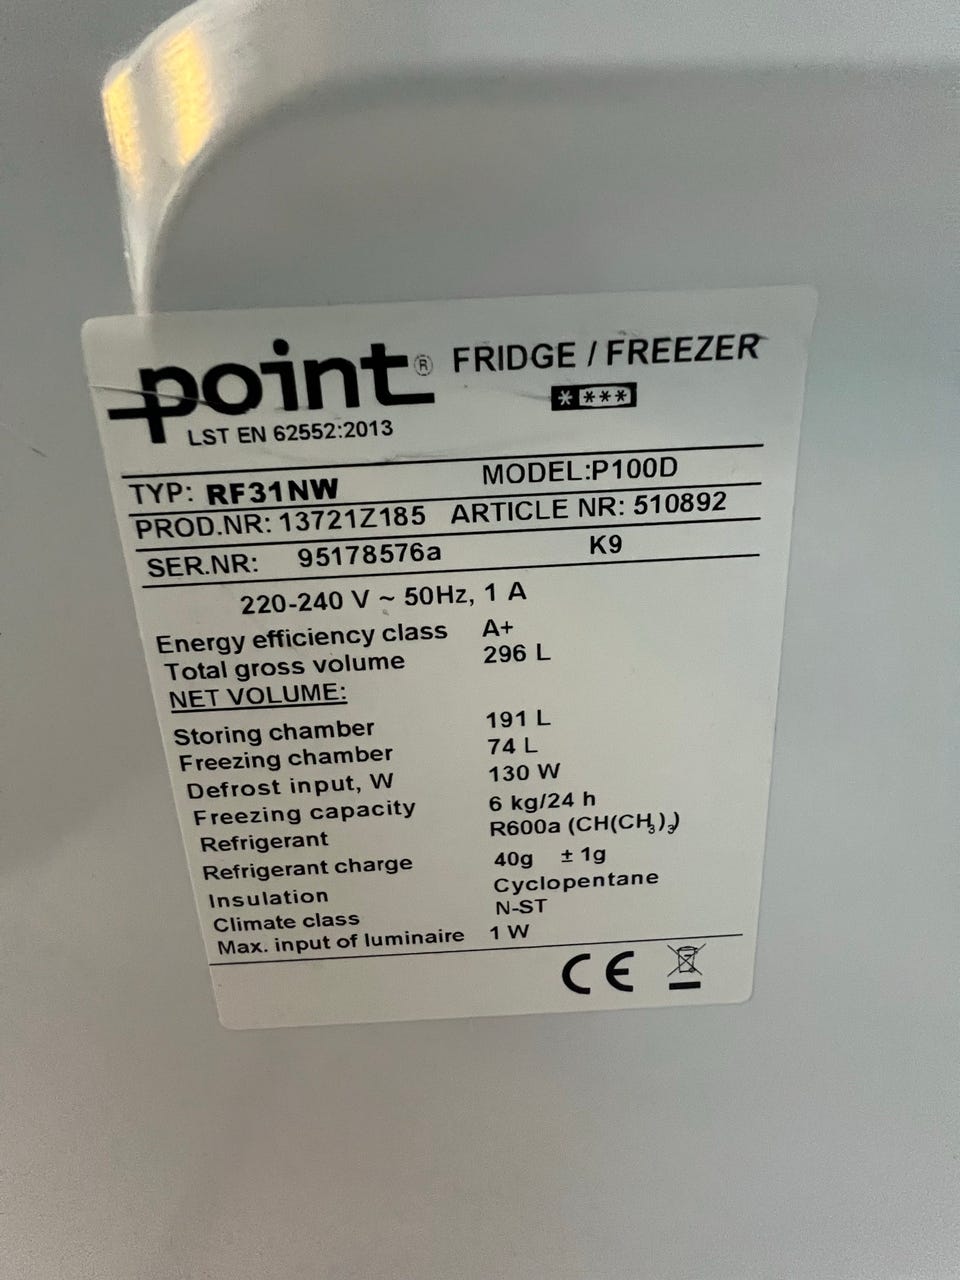 point® FRIDGE / FREEZER
* ***
LST EN 62552:2013
TYP: RF31NW MODEL:P100D
PROD.NR: 13721Z185 ARTICLE NR: 510892
SER.NR: 95178576a K9
220-240 V ~ 50Hz, 1 A
Energy efficiency class A+
Total gross volume 296 L
NET VOLUME:
Storing chamber 191 L
Freezing chamber 74 L
Defrost input, W 130 W
Freezing capacity 6 kg/24 h
Refrigerant R600a (CH(CH₃)₃)
Refrigerant charge 40g ± 1g
Insulation Cyclopentane
Climate class N-ST
Max. input of luminaire 1 W
CE